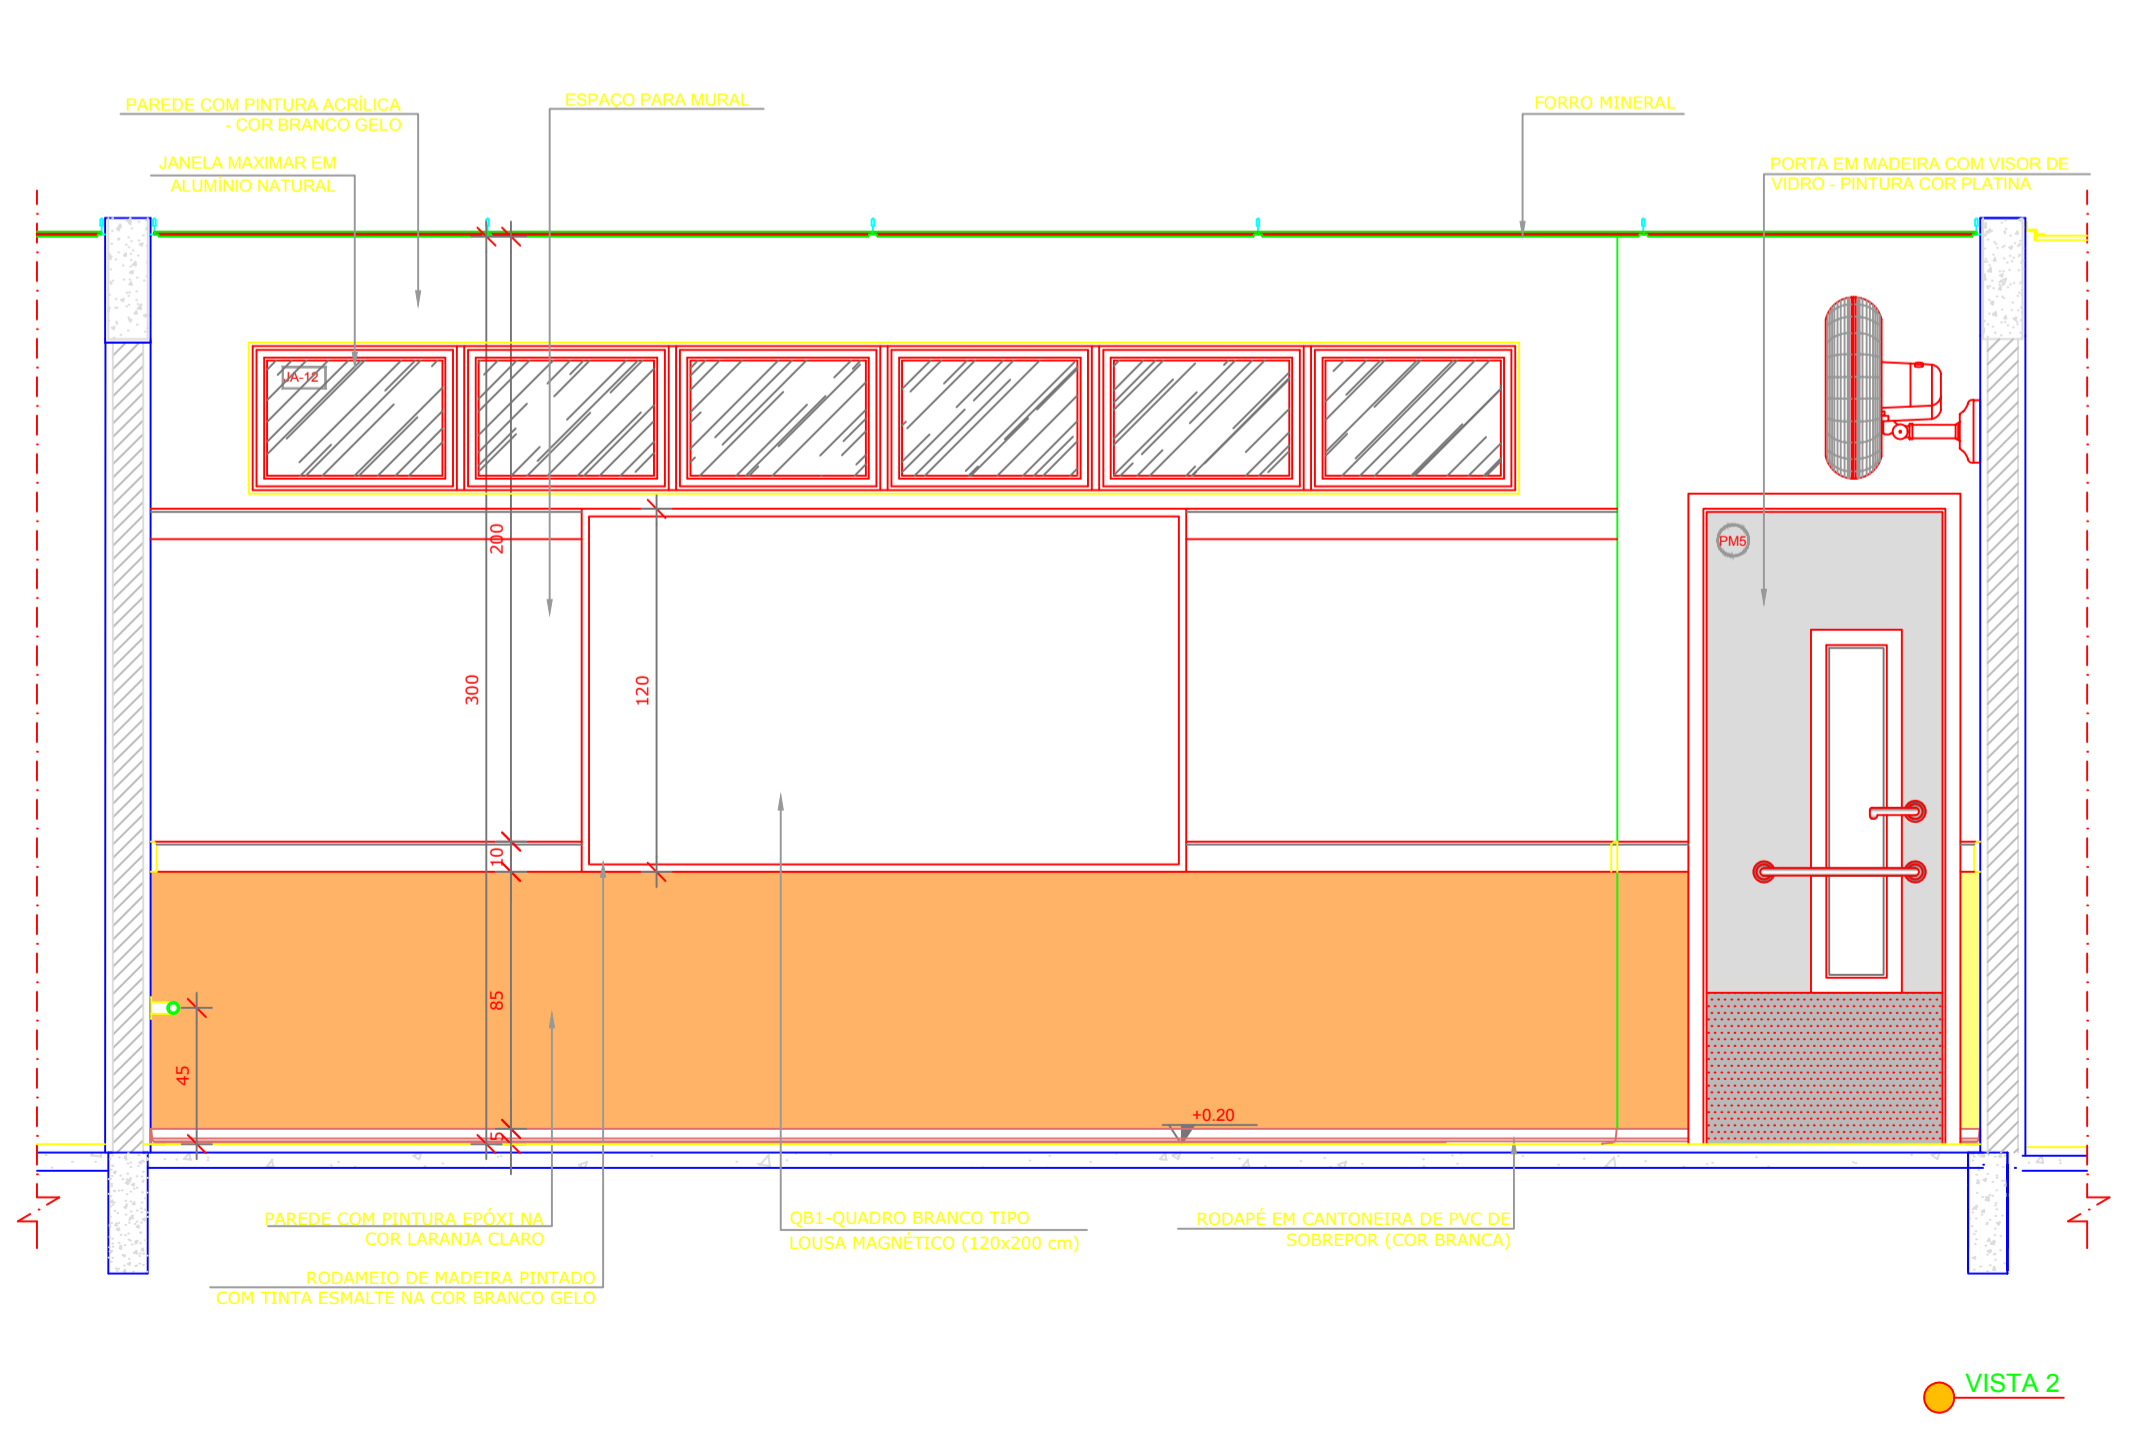 PAREDE COM PINTURA ACRÍLICA
- COR BRANCO GELO
ESPAÇO PARA MURAL
FORRO MINERAL
JANELA MAXIMAR EM
ALUMÍNIO NATURAL
PORTA EM MADEIRA COM VISOR DE
VIDRO - PINTURA COR PLATINA
JA-12
200
PM5
300
120
10
85
45
5
+0.20
PAREDE COM PINTURA EPÓXI NA
COR LARANJA CLARO
QB1-QUADRO BRANCO TIPO
LOUSA MAGNÉTICO (120x200 cm)
RODAPÉ EM CANTONEIRA DE PVC DE
SOBREPOR (COR BRANCA)
RODAMEIO DE MADEIRA PINTADO
COM TINTA ESMALTE NA COR BRANCO GELO
VISTA 2